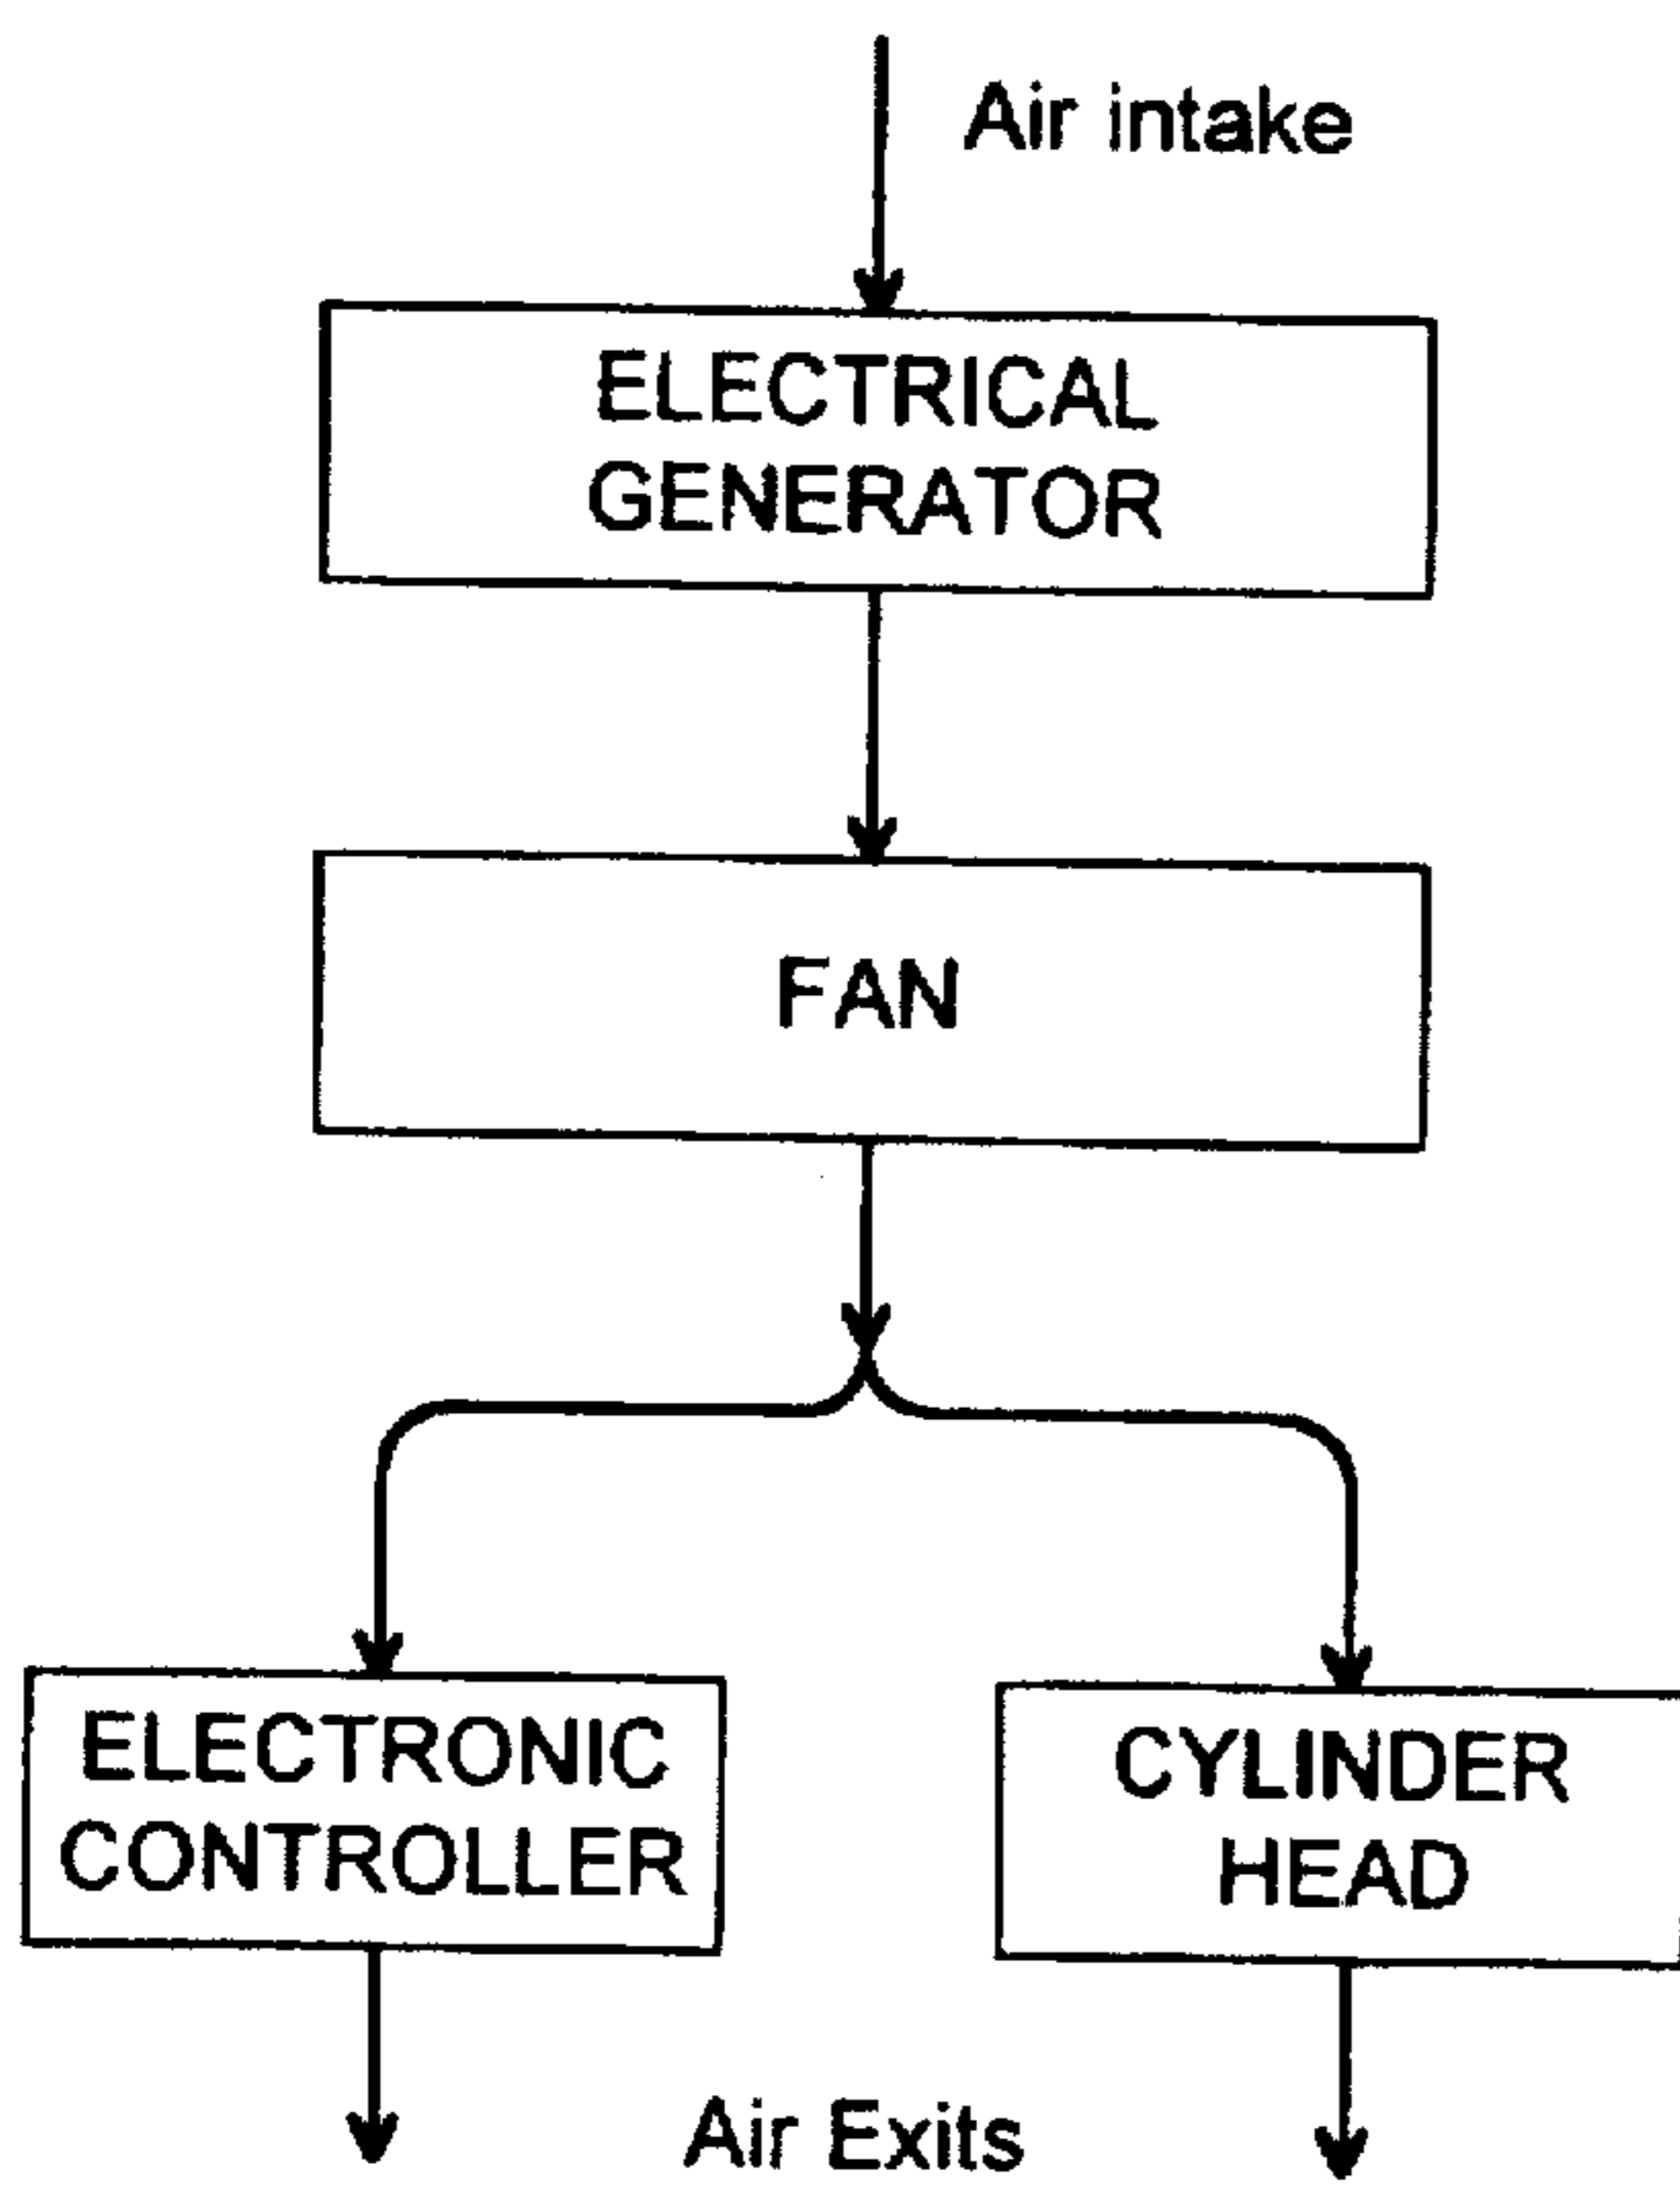 Air intake
ELECTRICAL
GENERATOR
FAN
ELECTRONIC
CONTROLLER
CYLINDER
HEAD
Air Exits